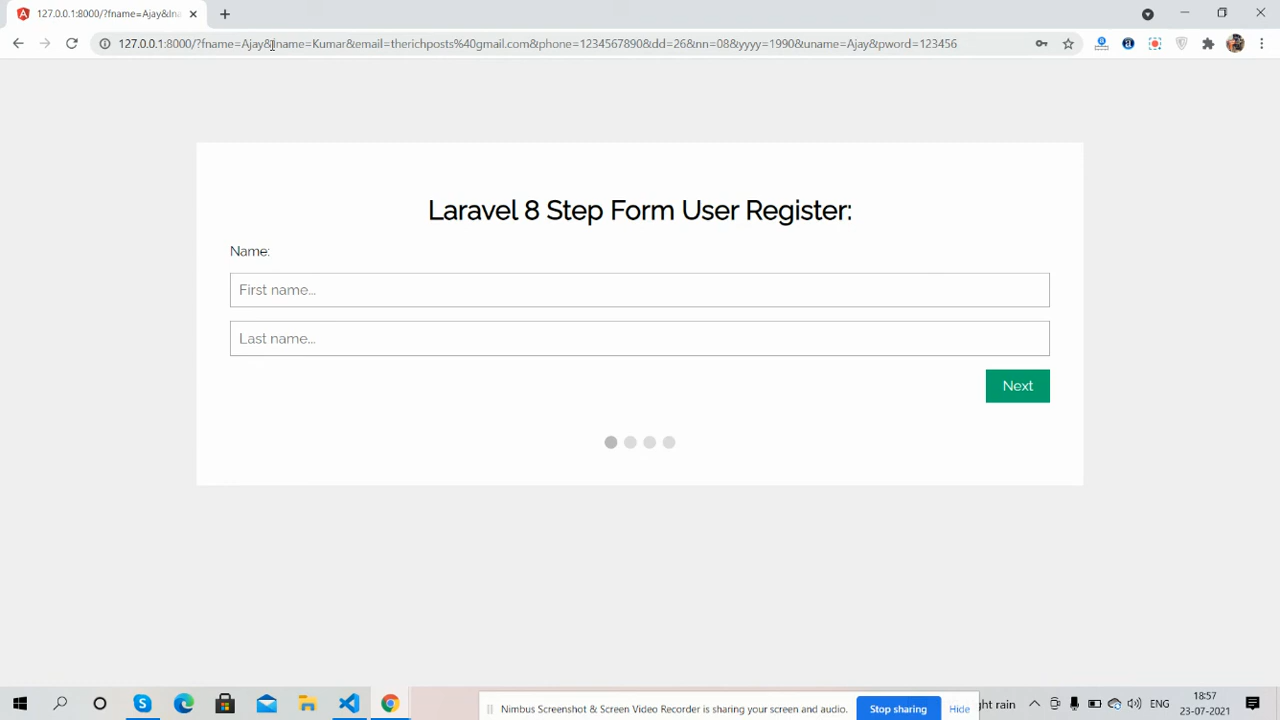 127.0.0.1:8000/?fname=Ajay&lna
127.0.0.1:8000/?fname=Ajay&lname=Kumar&email=therichposts%40gmail.com&phone=1234567890&dd=26&nn=08&yyyy=1990&uname=Ajay&pword=123456
Laravel 8 Step Form User Register:
Name:
First name...
Last name...
Next
Nimbus Screenshot & Screen Video Recorder is sharing your screen and audio.
Stop sharing
Hide
ght rain
ENG
18:57
23-07-2021